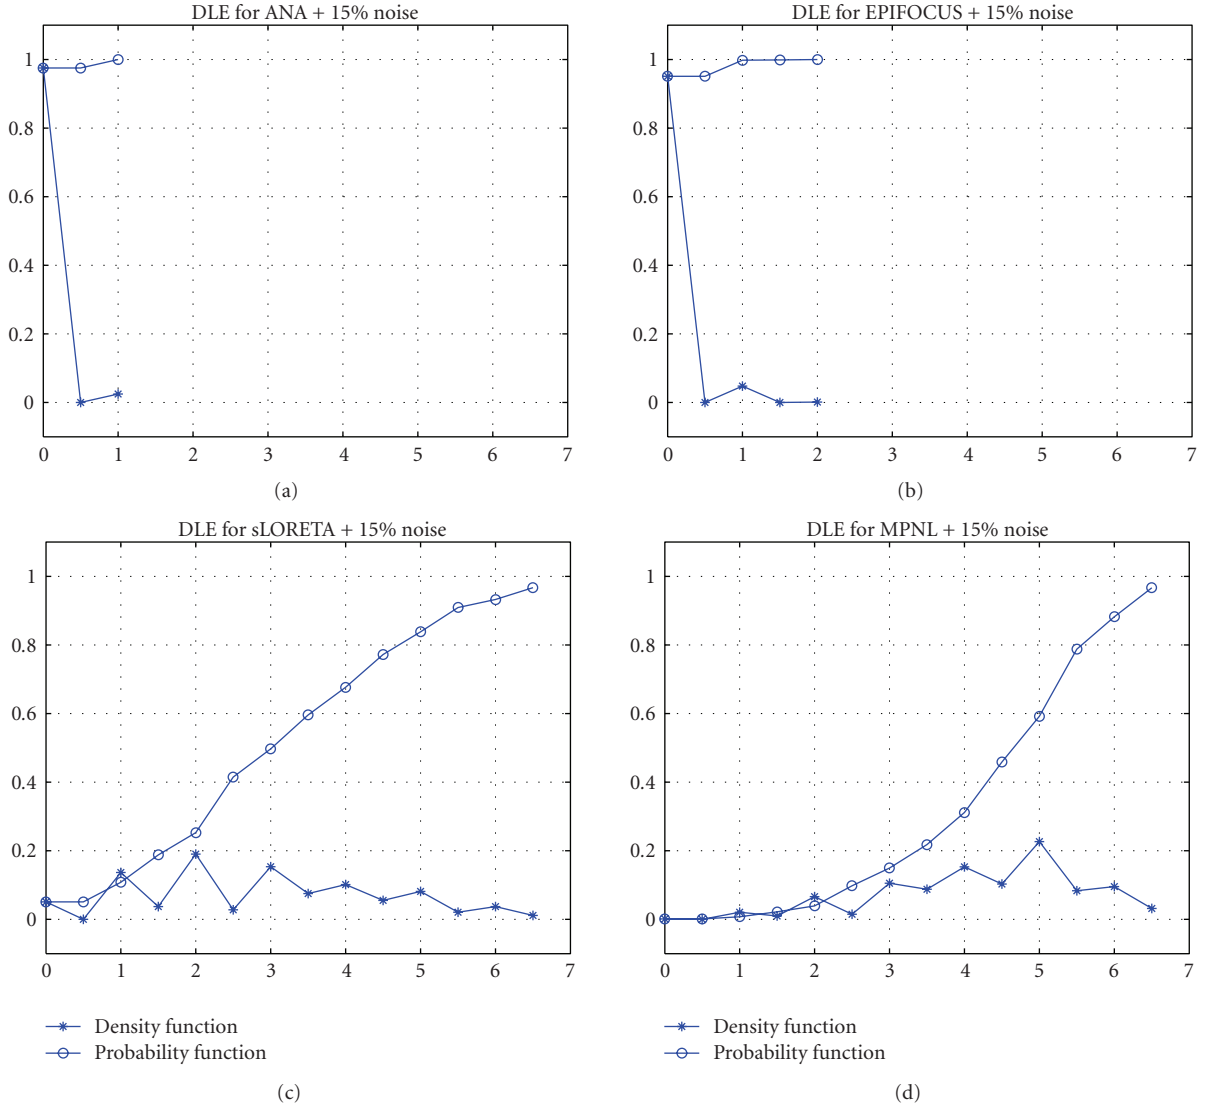 DLE for ANA + 15% noise
1
0.8
0.6
0.4
0.2
0
0 1 2 3 4 5 6 7
(a)
DLE for EPIFOCUS + 15% noise
1
0.8
0.6
0.4
0.2
0
0 1 2 3 4 5 6 7
(b)
DLE for sLORETA + 15% noise
1
0.8
0.6
0.4
0.2
0
0 1 2 3 4 5 6 7
Density function
Probability function
(c)
DLE for MPNL + 15% noise
1
0.8
0.6
0.4
0.2
0
0 1 2 3 4 5 6 7
Density function
Probability function
(d)